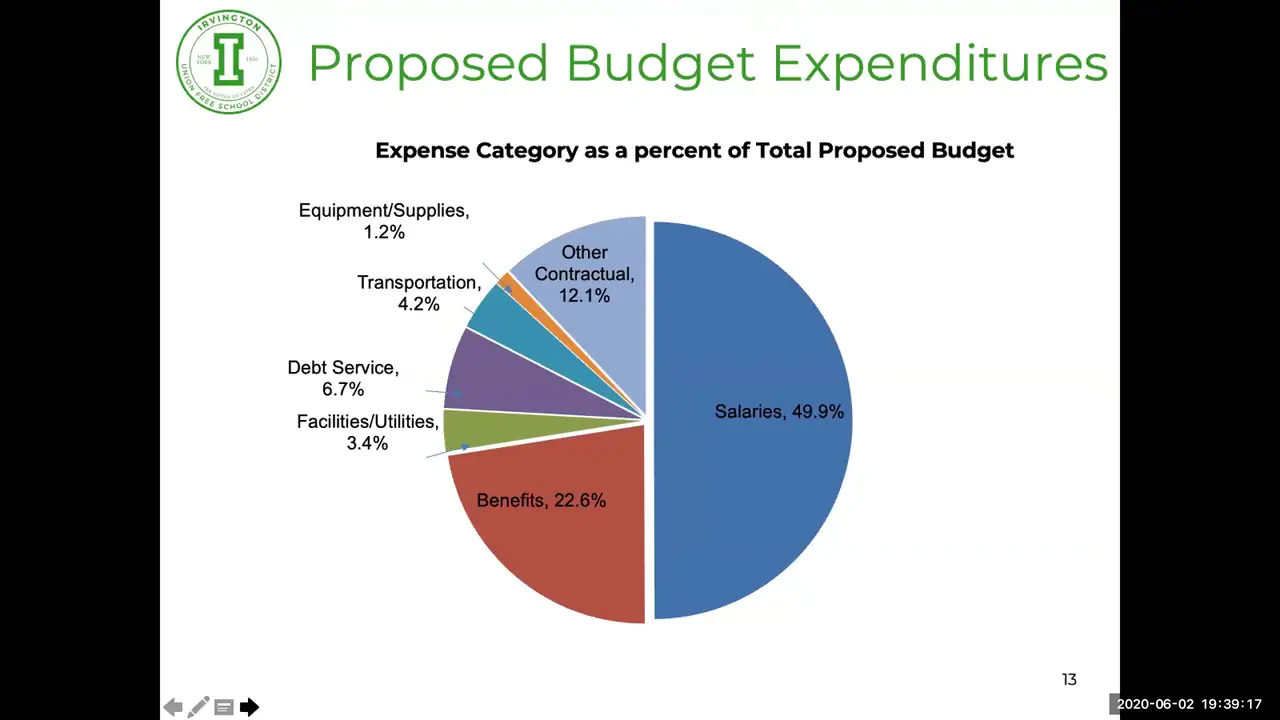 IRVINGTON
NEW YORK
I
UNION FREE SCHOOL DISTRICT
Proposed Budget Expenditures
Expense Category as a percent of Total Proposed Budget
Equipment/Supplies,
1.2%
Other
Contractual,
12.1%
Transportation,
4.2%
Debt Service,
6.7%
Salaries, 49.9%
Facilities/Utilities,
3.4%
Benefits, 22.6%
13
2020-06-02 19:39:17